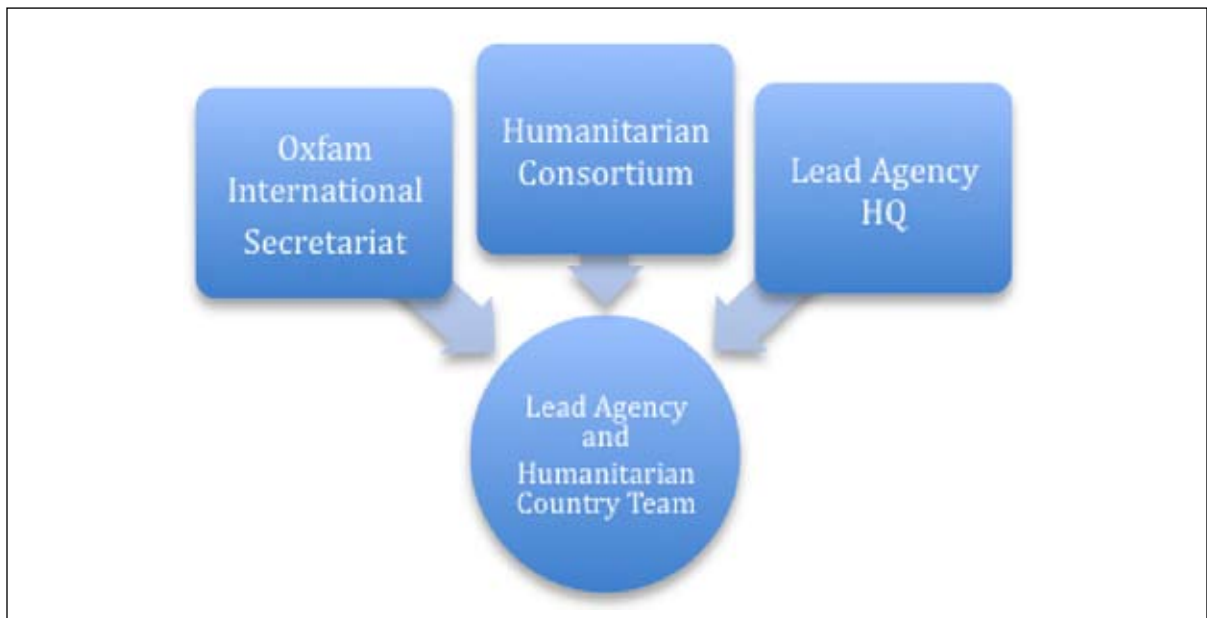 Oxfam
International
Secretariat
Humanitarian
Consortium
Lead Agency
HQ
Lead Agency
and
Humanitarian
Country Team